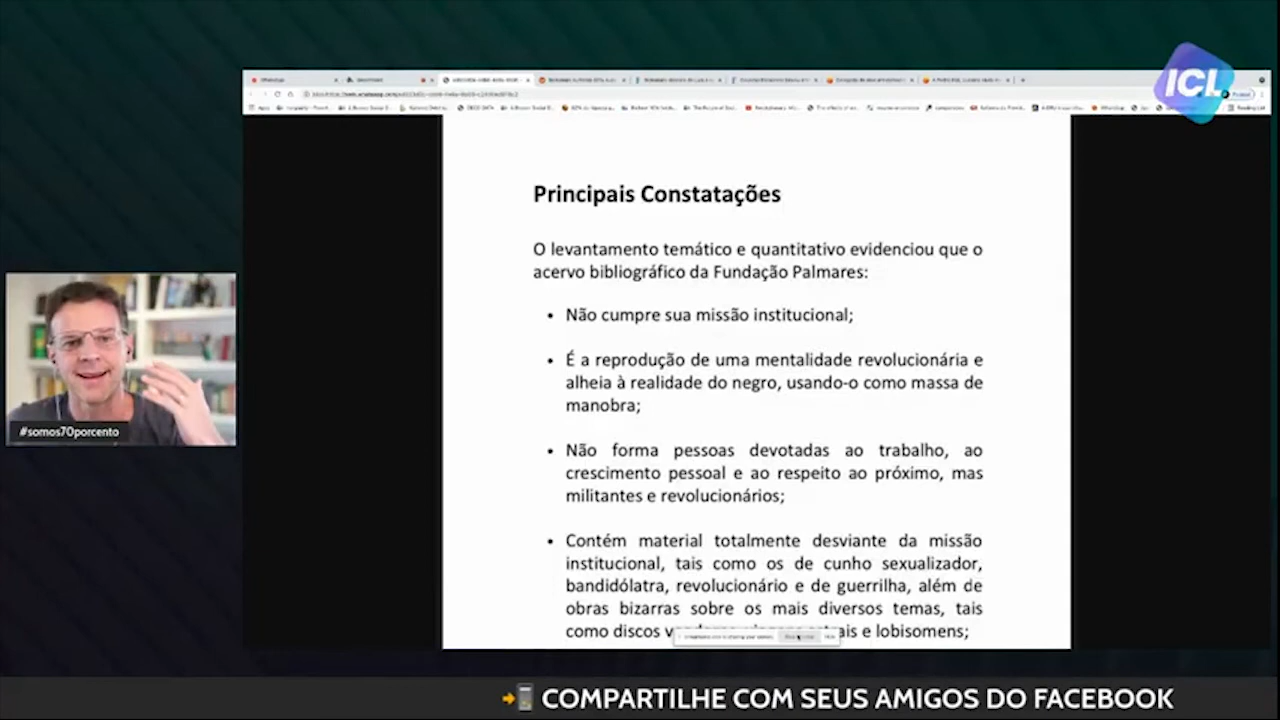 ICL
Principais Constatações
O levantamento temático e quantitativo evidenciou que o
acervo bibliográfico da Fundação Palmares:
• Não cumpre sua missão institucional;
• É a reprodução de uma mentalidade revolucionária e
alheia à realidade do negro, usando-o como massa de
manobra;
• Não forma pessoas devotadas ao trabalho, ao
crescimento pessoal e ao respeito ao próximo, mas
militantes e revolucionários;
• Contém material totalmente desviante da missão
institucional, tais como os de cunho sexualizador,
bandidólatra, revolucionário e de guerrilha, além de
obras bizarras sobre os mais diversos temas, tais
como discos e lobisomens;
#somos70porcento
COMPARTILHE COM SEUS AMIGOS DO FACEBOOK